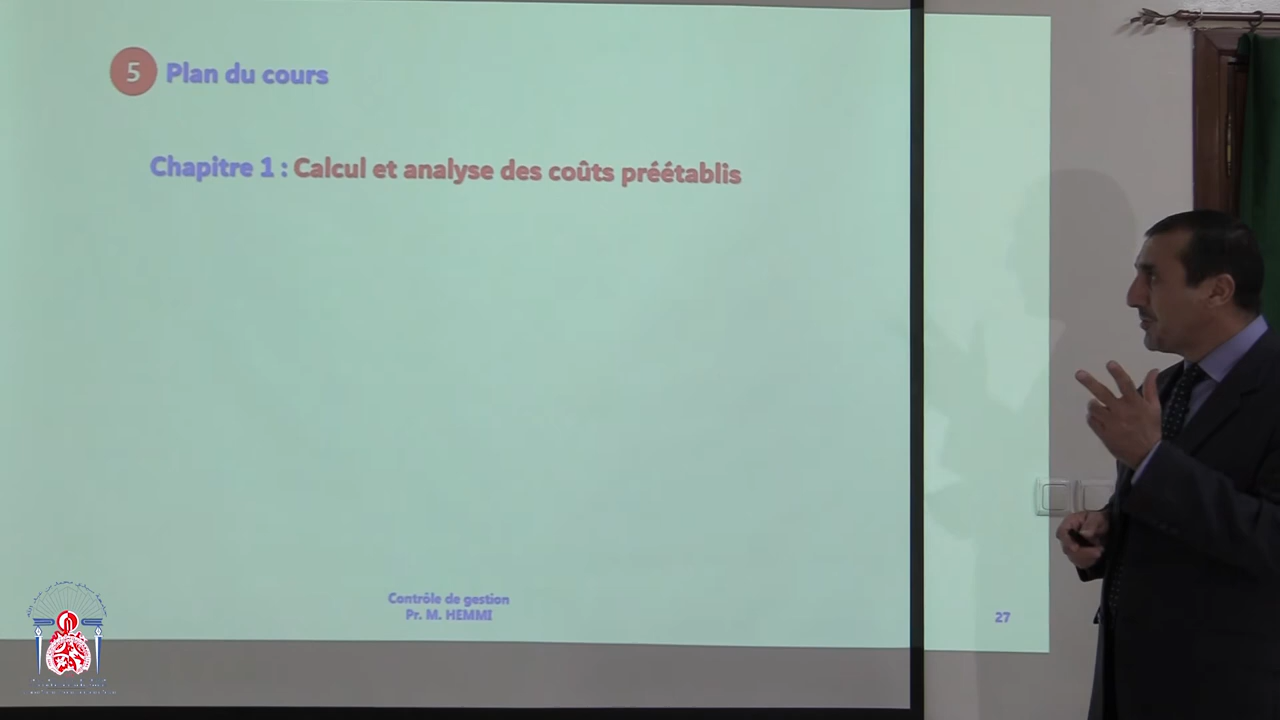 5 Plan du cours
Chapitre 1 : Calcul et analyse des coûts préétablis
Contrôle de gestion
Pr. M. HEMMI
27